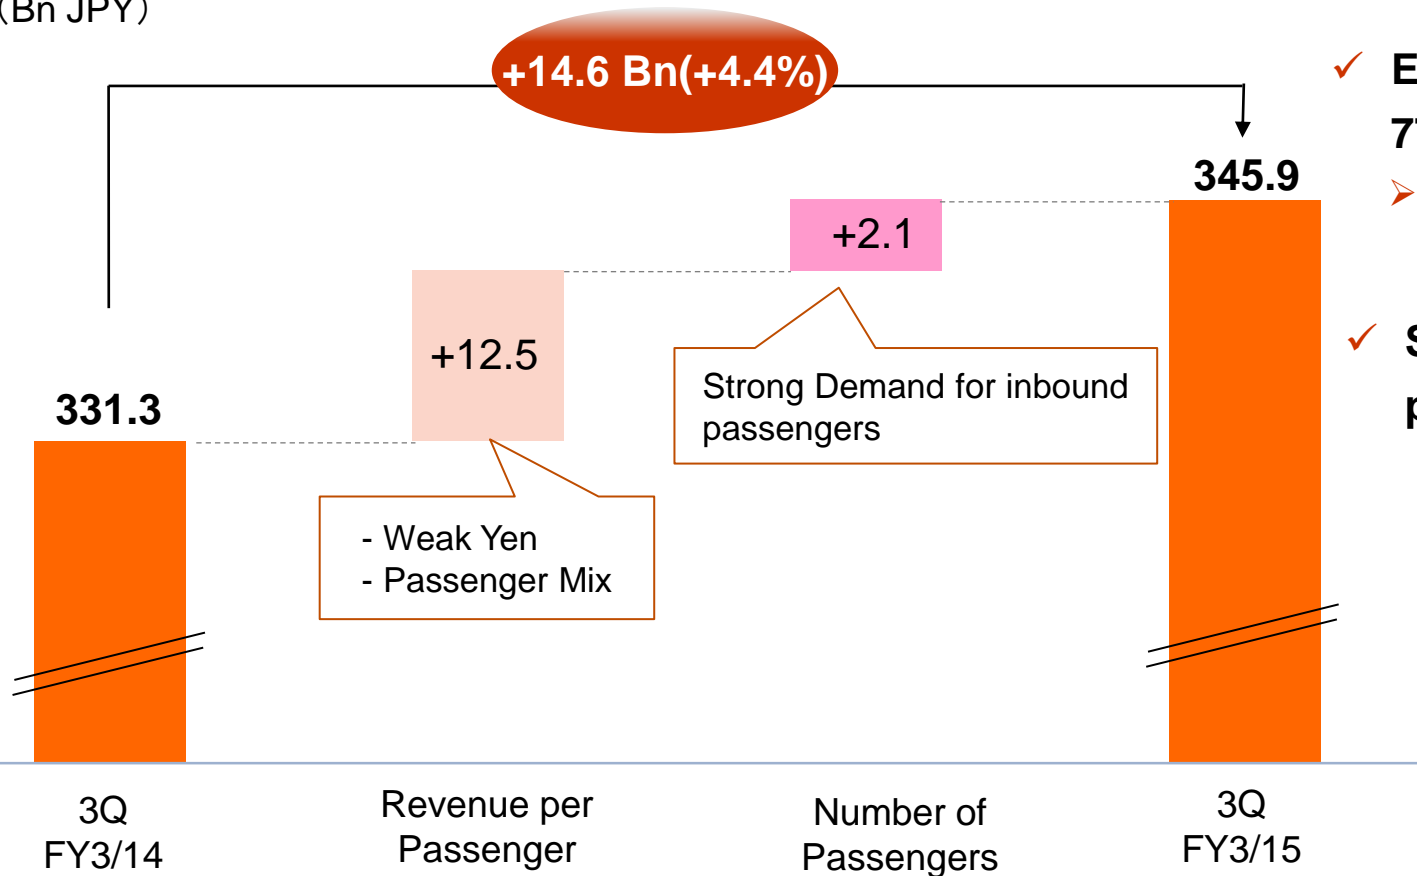 （Bn JPY）
+14.6 Bn(+4.4%)
345.9
+2.1
+12.5
331.3
Strong Demand for inbound
passengers
- Weak Yen
- Passenger Mix
3Q
FY3/14
Revenue per
Passenger
Number of
Passengers
3Q
FY3/15